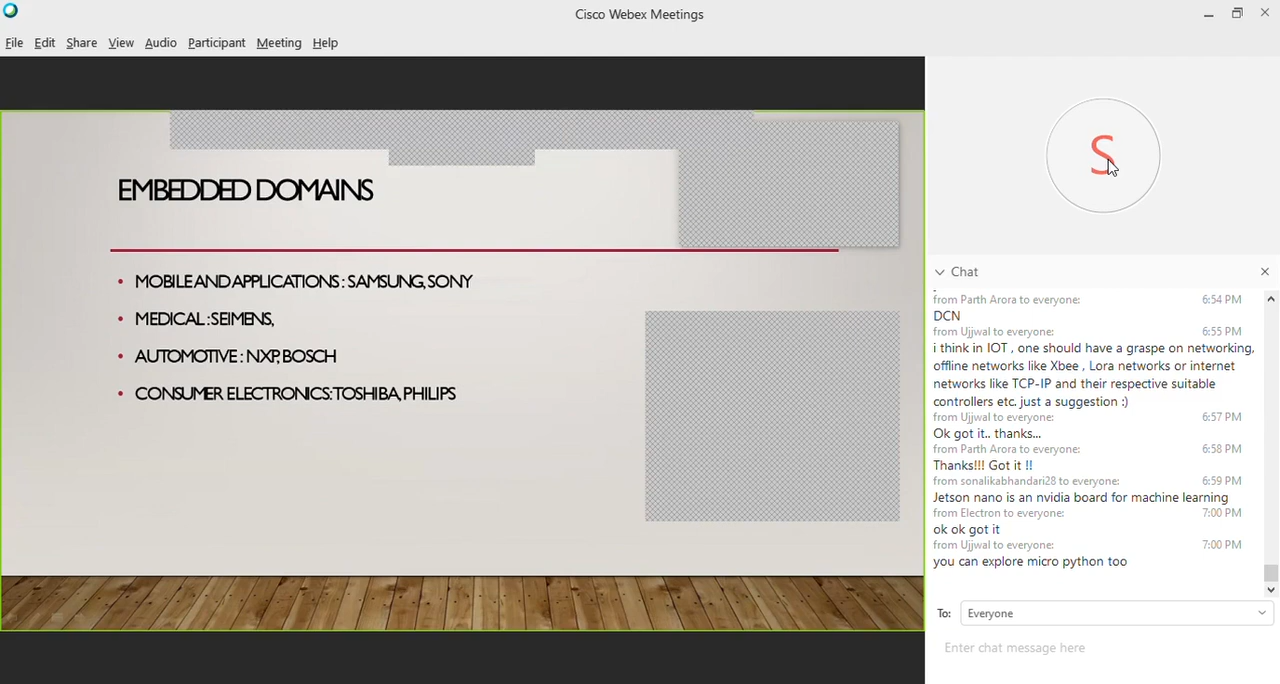 Cisco Webex Meetings
File Edit Share View Audio Participant Meeting Help
EMBEDDED DOMAINS
• MOBILE AND APPLICATIONS : SAMSUNG, SONY
• MEDICAL : SEIMENS,
• AUTOMOTIVE : NXP, BOSCH
• CONSUMER ELECTRONICS: TOSHIBA, PHILIPS
S
Chat
from Parth Arora to everyone: 6:54 PM
DCN
from Ujjwal to everyone: 6:55 PM
i think in IOT , one should have a graspe on networking,
offline networks like Xbee , Lora networks or internet
networks like TCP-IP and their respective suitable
controllers etc. just a suggestion :)
from Ujjwal to everyone: 6:57 PM
Ok got it.. thanks...
from Parth Arora to everyone: 6:58 PM
Thanks!!! Got it !!
from sonalikabhandari28 to everyone: 6:59 PM
Jetson nano is an nvidia board for machine learning
from Electron to everyone: 7:00 PM
ok ok got it
from Ujjwal to everyone: 7:00 PM
you can explore micro python too
To: Everyone
Enter chat message here